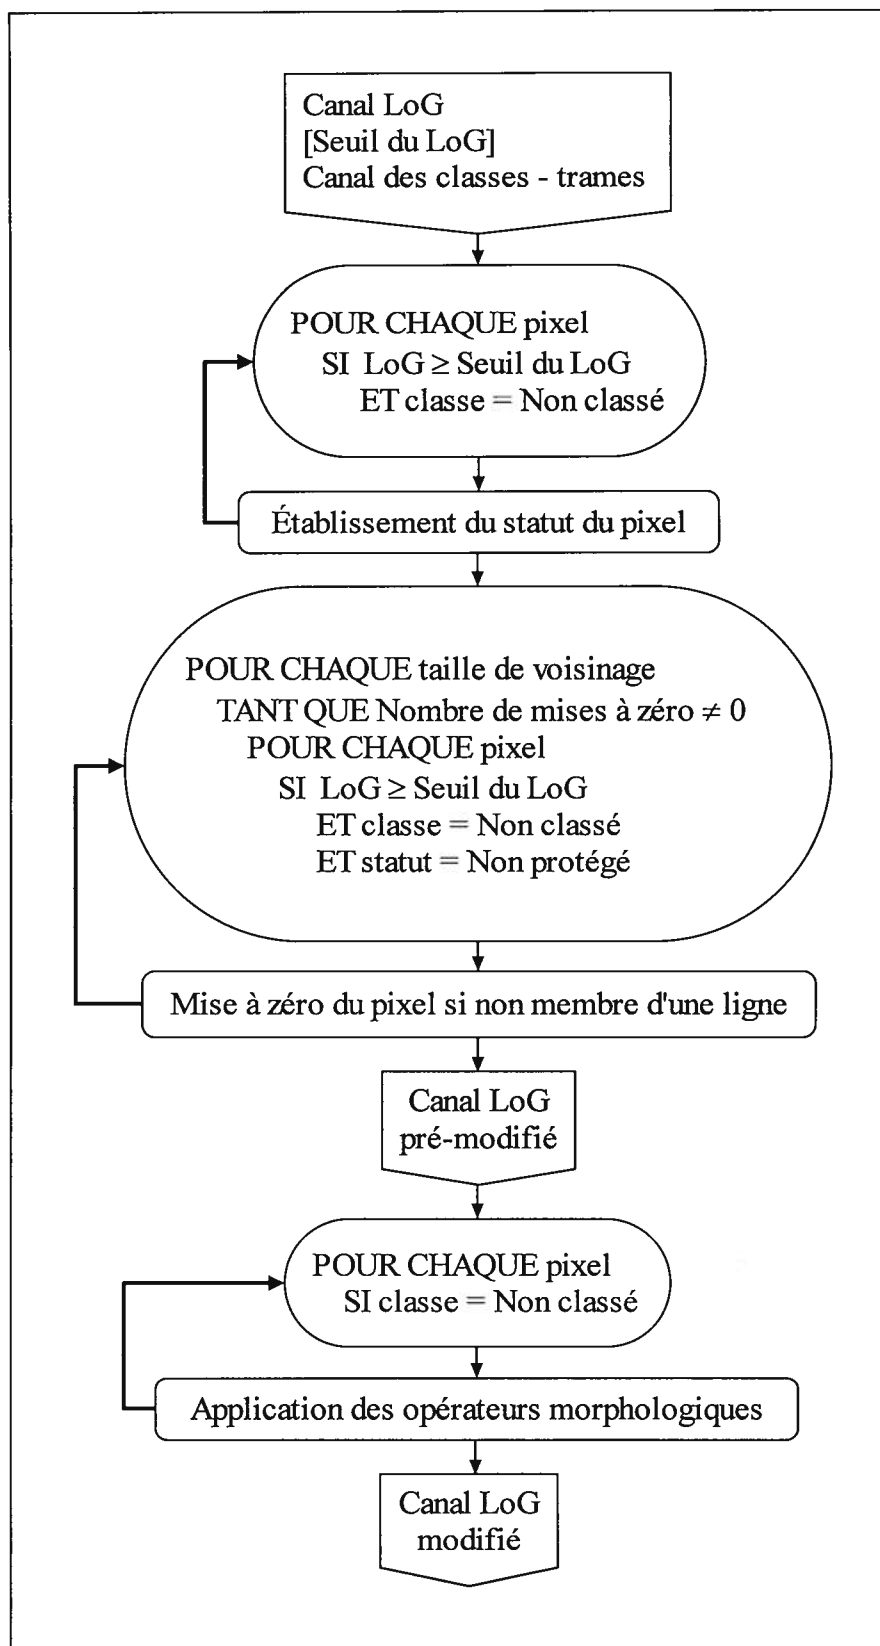 Canal LoG
[Seuil du LoG]
Canal des classes - trames
POUR CHAQUE pixel
SI LoG ≥ Seuil du LoG
ET classe = Non classé
Établissement du statut du pixel
POUR CHAQUE taille de voisinage
TANT QUE Nombre de mises à zéro ≠ 0
POUR CHAQUE pixel
SI LoG ≥ Seuil du LoG
ET classe = Non classé
ET statut = Non protégé
Mise à zéro du pixel si non membre d'une ligne
Canal LoG
pré-modifié
POUR CHAQUE pixel
SI classe = Non classé
Application des opérateurs morphologiques
Canal LoG
modifié